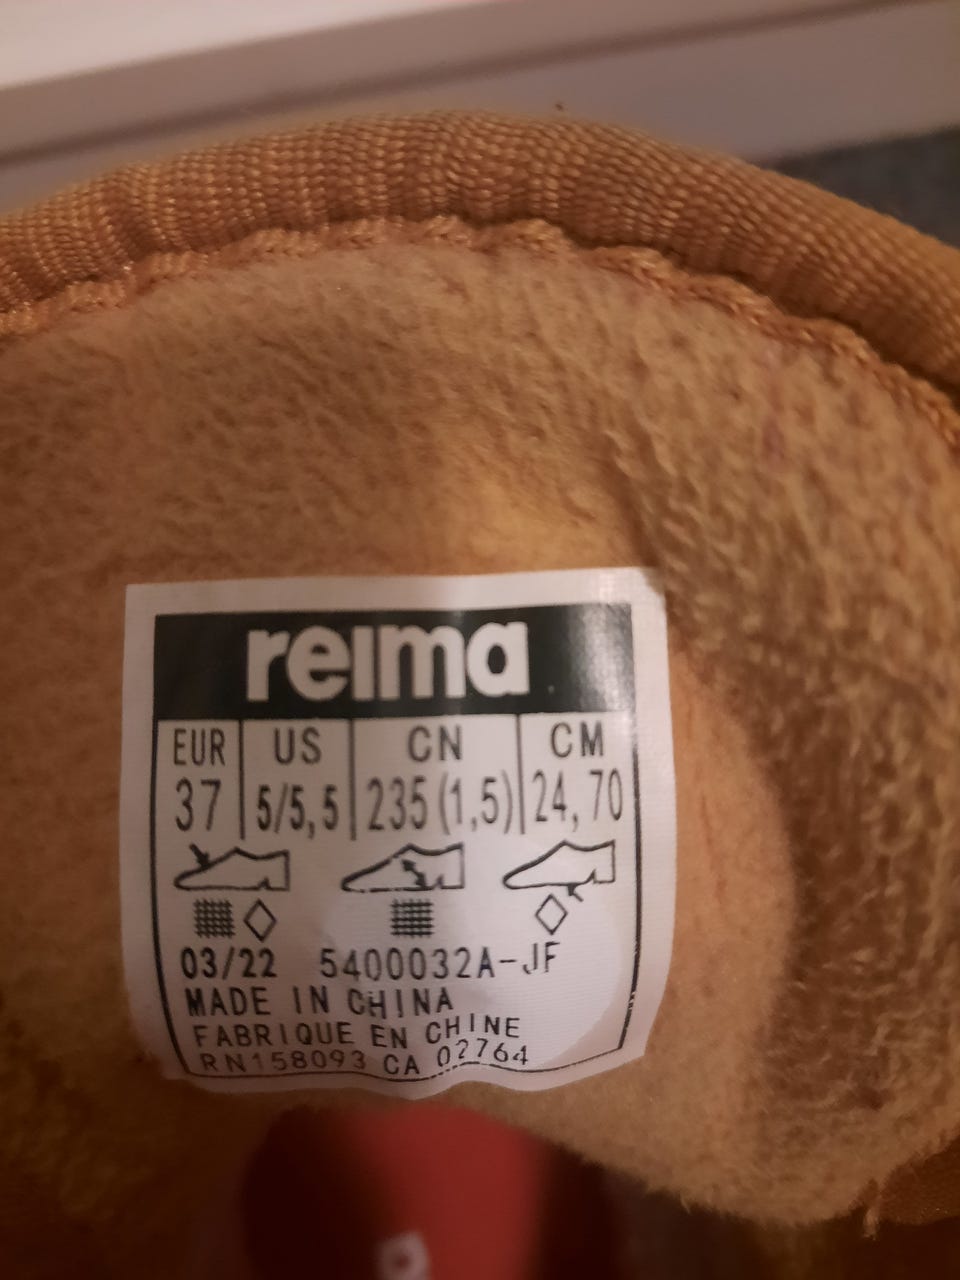 reima
EUR US CN CM
37 5/5,5 235(1,5) 24,70
03/22 5400032A-JF
MADE IN CHINA
FABRIQUE EN CHINE
RN158093 CA 02764